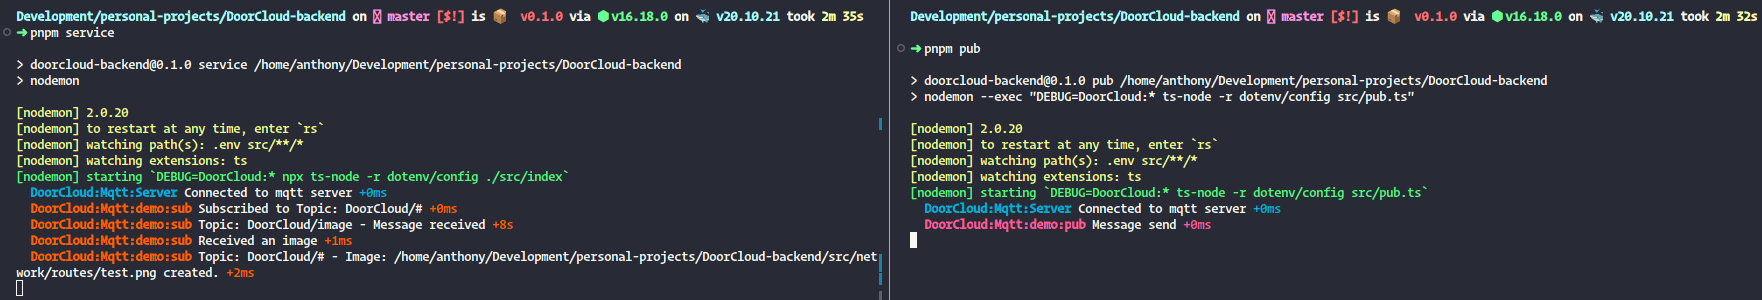 Development/personal-projects/DoorCloud-backend on master [$!] is 📦 v0.1.0 via ⬢v16.18.0 on 🐳 v20.10.21 took 2m 35s
➜ pnpm service
> doorcloud-backend@0.1.0 service /home/anthony/Development/personal-projects/DoorCloud-backend
> nodemon
[nodemon] 2.0.20
[nodemon] to restart at any time, enter `rs`
[nodemon] watching path(s): .env src/**/*
[nodemon] watching extensions: ts
[nodemon] starting `DEBUG=DoorCloud:* npx ts-node -r dotenv/config ./src/index`
DoorCloud:Mqtt:Server Connected to mqtt server +0ms
DoorCloud:Mqtt:demo:sub Subscribed to Topic: DoorCloud/# +0ms
DoorCloud:Mqtt:demo:sub Topic: DoorCloud/image - Message received +8s
DoorCloud:Mqtt:demo:sub Received an image +1ms
DoorCloud:Mqtt:demo:sub Topic: DoorCloud/# - Image: /home/anthony/Development/personal-projects/DoorCloud-backend/src/net
work/routes/test.png created. +2ms
Development/personal-projects/DoorCloud-backend on master [$!] is 📦 v0.1.0 via ⬢v16.18.0 on 🐳 v20.10.21 took 2m 32s
➜ pnpm pub
> doorcloud-backend@0.1.0 pub /home/anthony/Development/personal-projects/DoorCloud-backend
> nodemon --exec "DEBUG=DoorCloud:* ts-node -r dotenv/config src/pub.ts"
[nodemon] 2.0.20
[nodemon] to restart at any time, enter `rs`
[nodemon] watching path(s): .env src/**/*
[nodemon] watching extensions: ts
[nodemon] starting `DEBUG=DoorCloud:* ts-node -r dotenv/config src/pub.ts`
DoorCloud:Mqtt:Server Connected to mqtt server +0ms
DoorCloud:Mqtt:demo:pub Message send +0ms